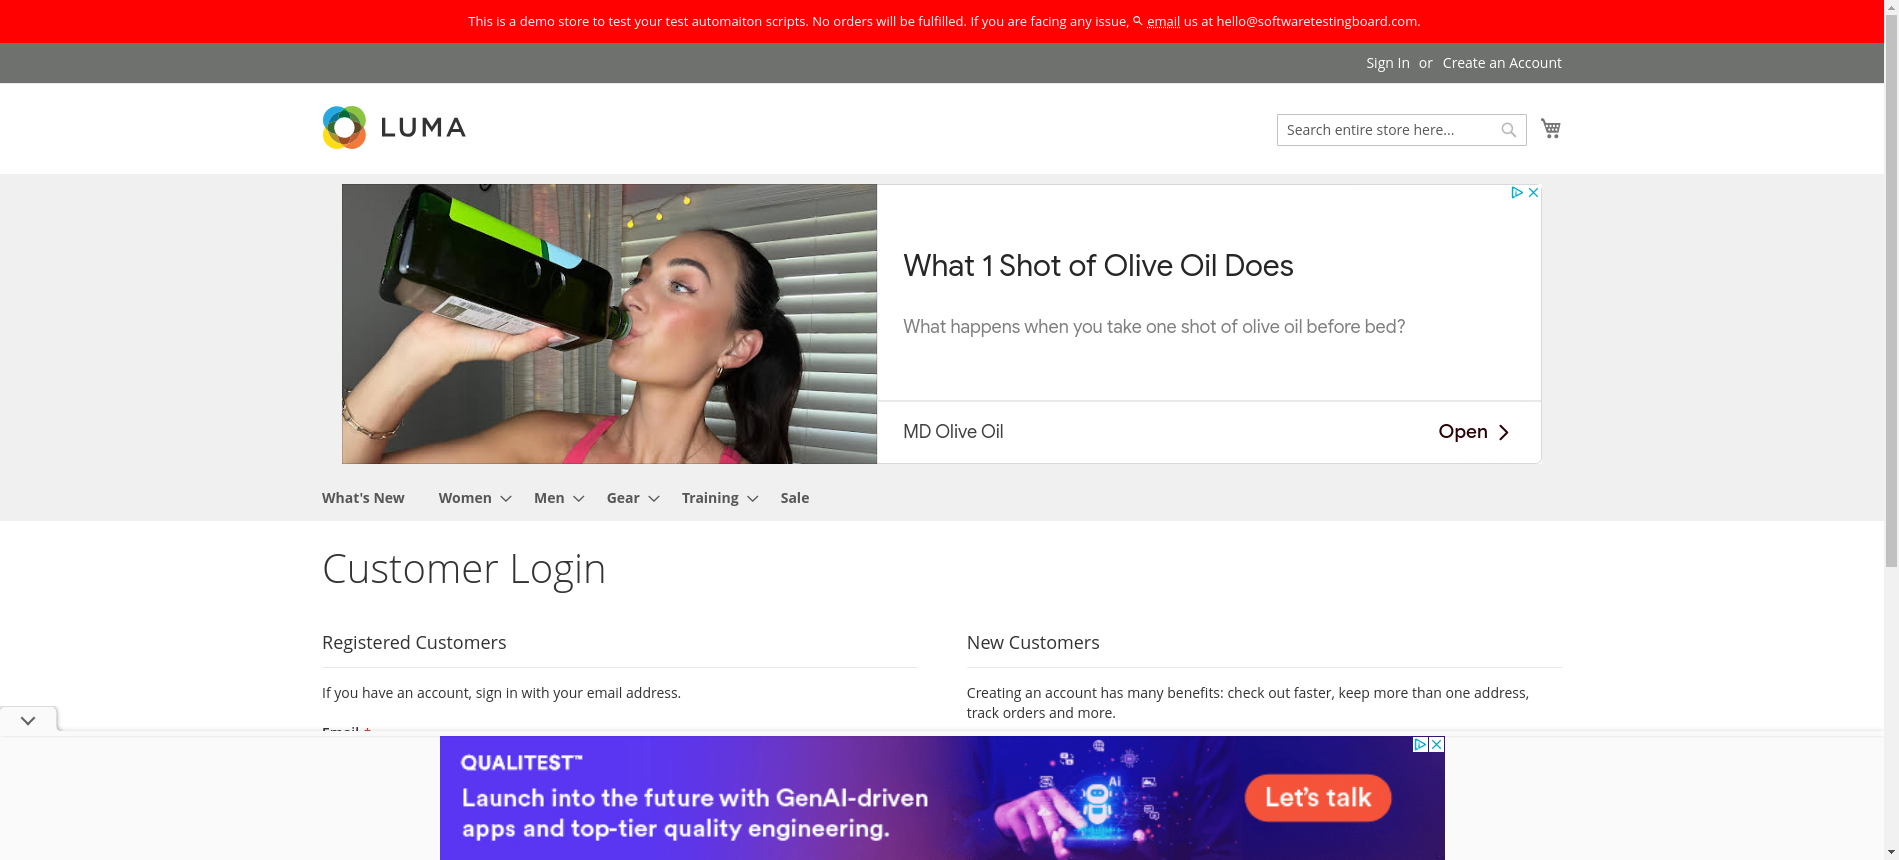 This is a demo store to test your test automaiton scripts. No orders will be fulfilled. If you are facing any issue, email us at hello@softwaretestingboard.com.
Sign In or Create an Account
LUMA
Search entire store here...
What 1 Shot of Olive Oil Does
What happens when you take one shot of olive oil before bed?
MD Olive Oil
Open
What's New Women Men Gear Training Sale
Customer Login
Registered Customers
If you have an account, sign in with your email address.
Email *
New Customers
Creating an account has many benefits: check out faster, keep more than one address,
track orders and more.
QUALITEST™
Launch into the future with GenAI-driven
apps and top-tier quality engineering.
Ai
Let's talk